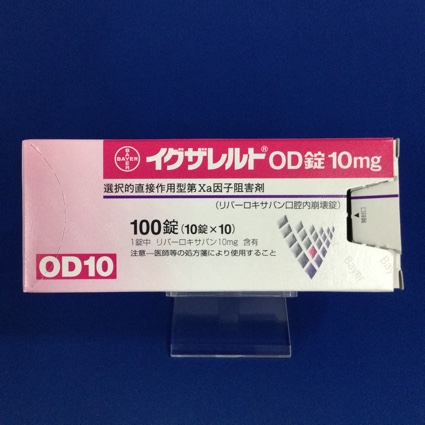 BAYER
イグザレルト® OD錠10mg
選択的直接作用型第Xa因子阻害剤
(リバーロキサバン口腔内崩壊錠)
100錠(10錠×10)
1錠中 リバーロキサバン10mg 含有
注意―医師等の処方箋により使用すること
OD10
Bayer